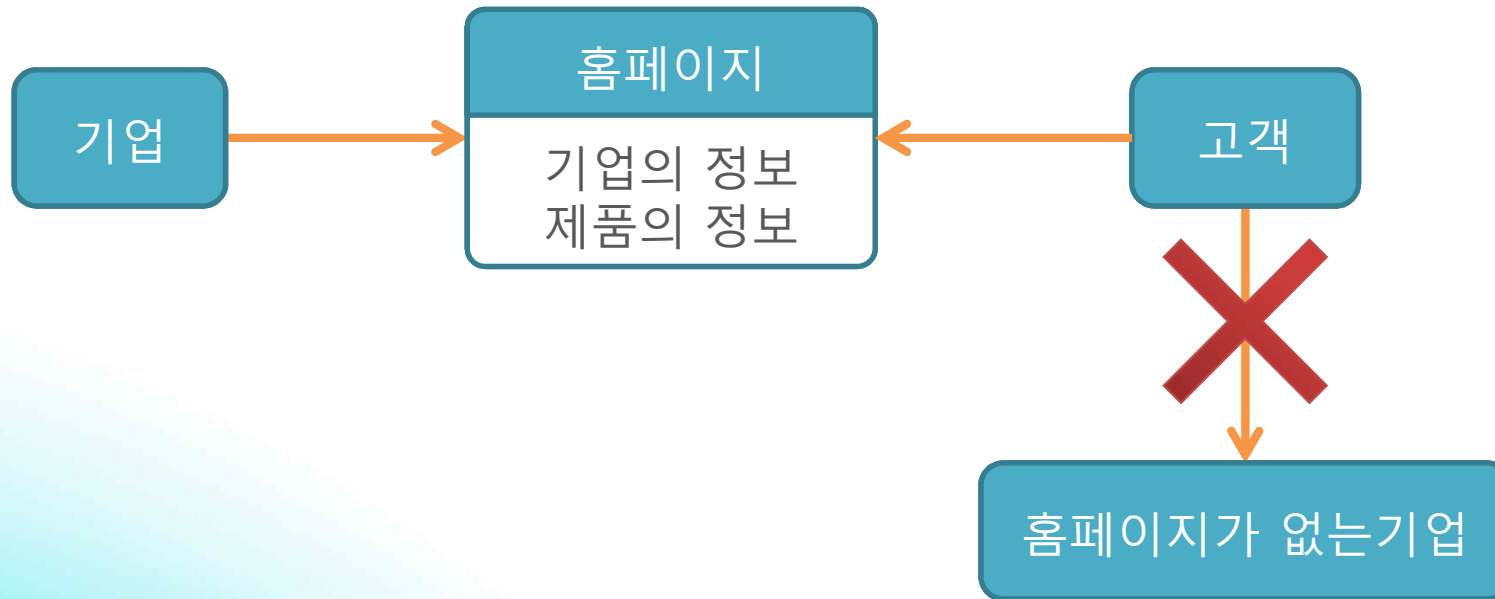 홈페이지
기업
고객
기업의 정보
제품의 정보
홈페이지가 없는기업